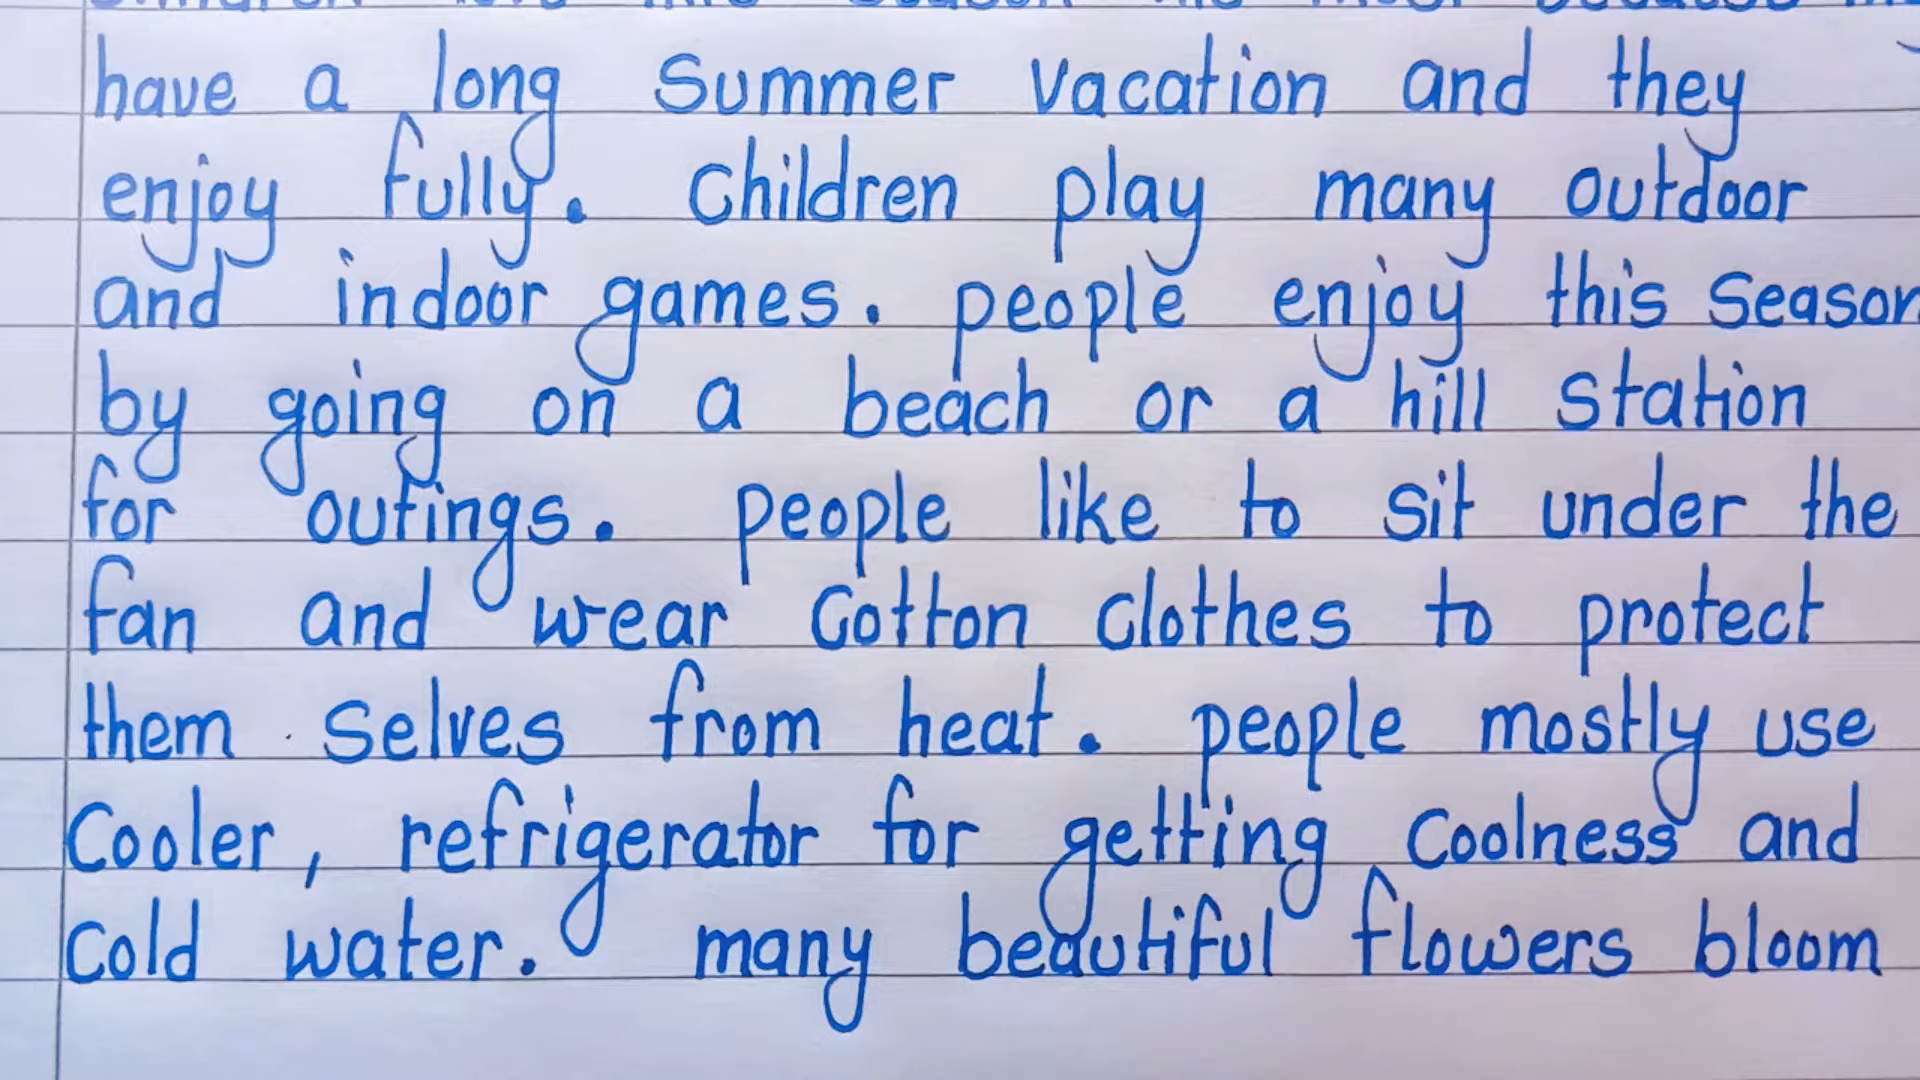 have a long Summer vacation and they
enjoy fully. Children play many outdoor
and indoor games. people enjoy this Season
by going on a beach or a hill station
for outings. people like to sit under the
fan and wear cotton clothes to protect
them selves from heat. people mostly use
Cooler, refrigerator for getting coolness and
cold water. many beautiful flowers bloom